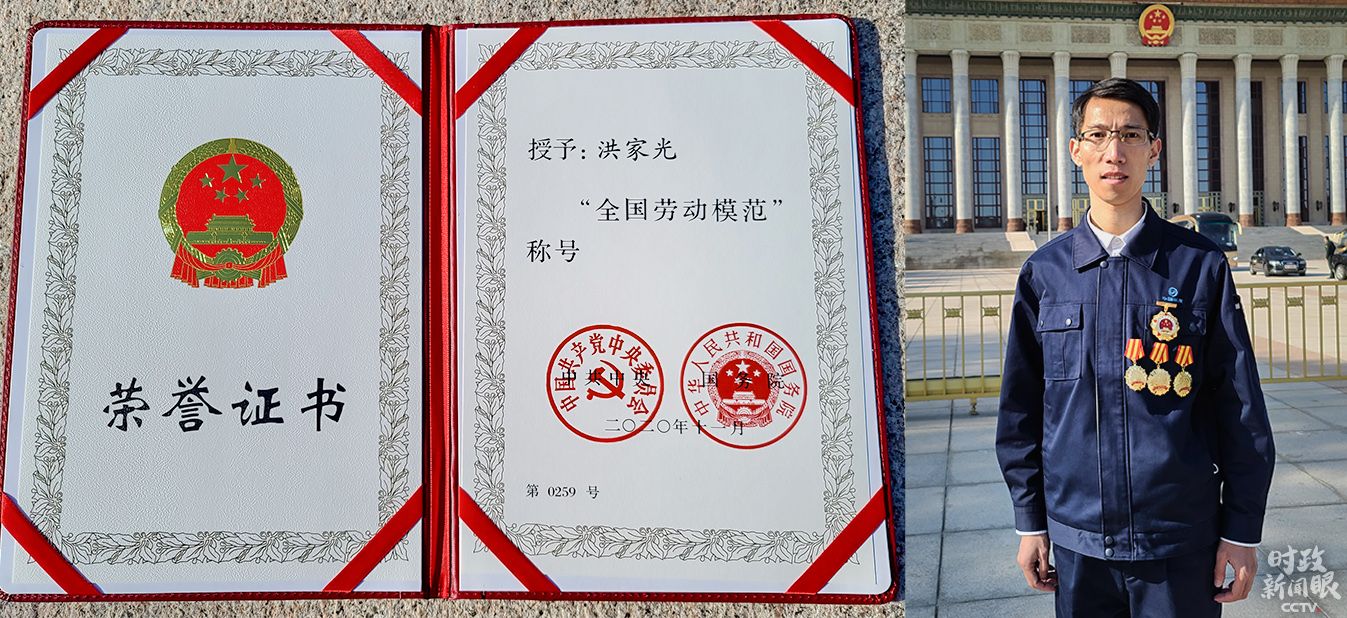 荣誉证书
授予：洪家光
“全国劳动模范”
称号
中国共产党中央委员会
中共中央
中华人民共和国国务院
国务院
二〇二〇年十一月
第 0259 号
时政
新闻眼
CCTV